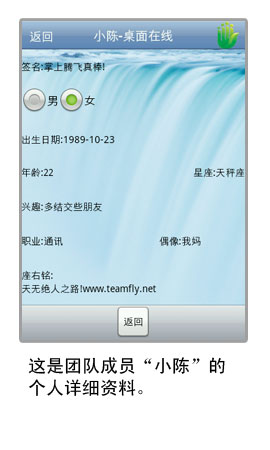 返回 小陈-桌面在线
签名:掌上腾飞真棒!
男 女
出生日期:1989-10-23
年龄:22 星座:天秤座
兴趣:多结交些朋友
职业:通讯 偶像:我妈
座右铭:
天无绝人之路!www.teamfly.net
返回
这是团队成员“小陈”的
个人详细资料。